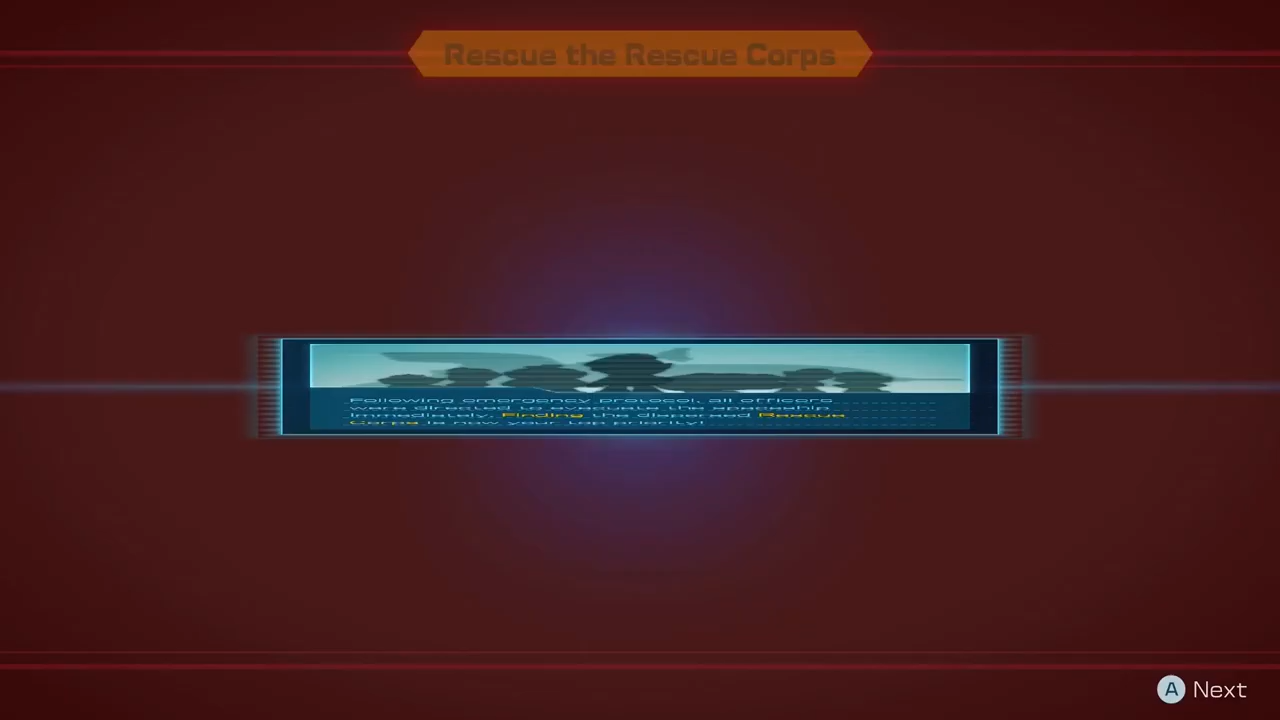 Rescue the Rescue Corps
Following emergency protocol, all officers
were directed to evacuate the spaceship
immediately. Finding the dispersed Rescue
Corps is now your top priority!
A Next